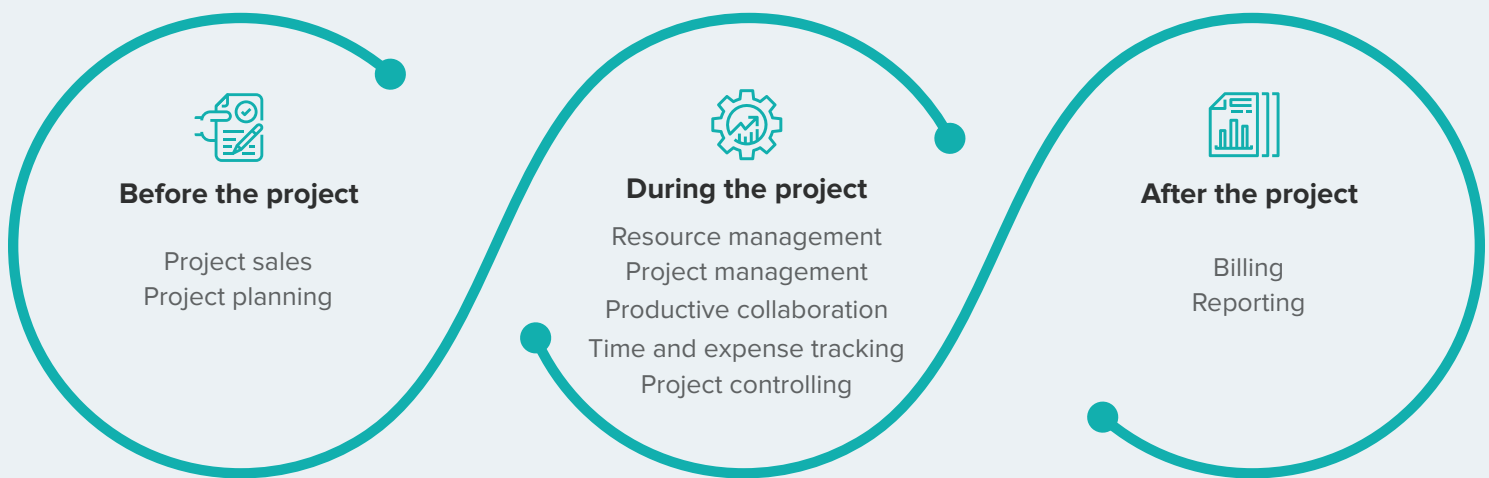 Before the project
Project sales
Project planning
During the project
Resource management
Project management
Productive collaboration
Time and expense tracking
Project controlling
After the project
Billing
Reporting